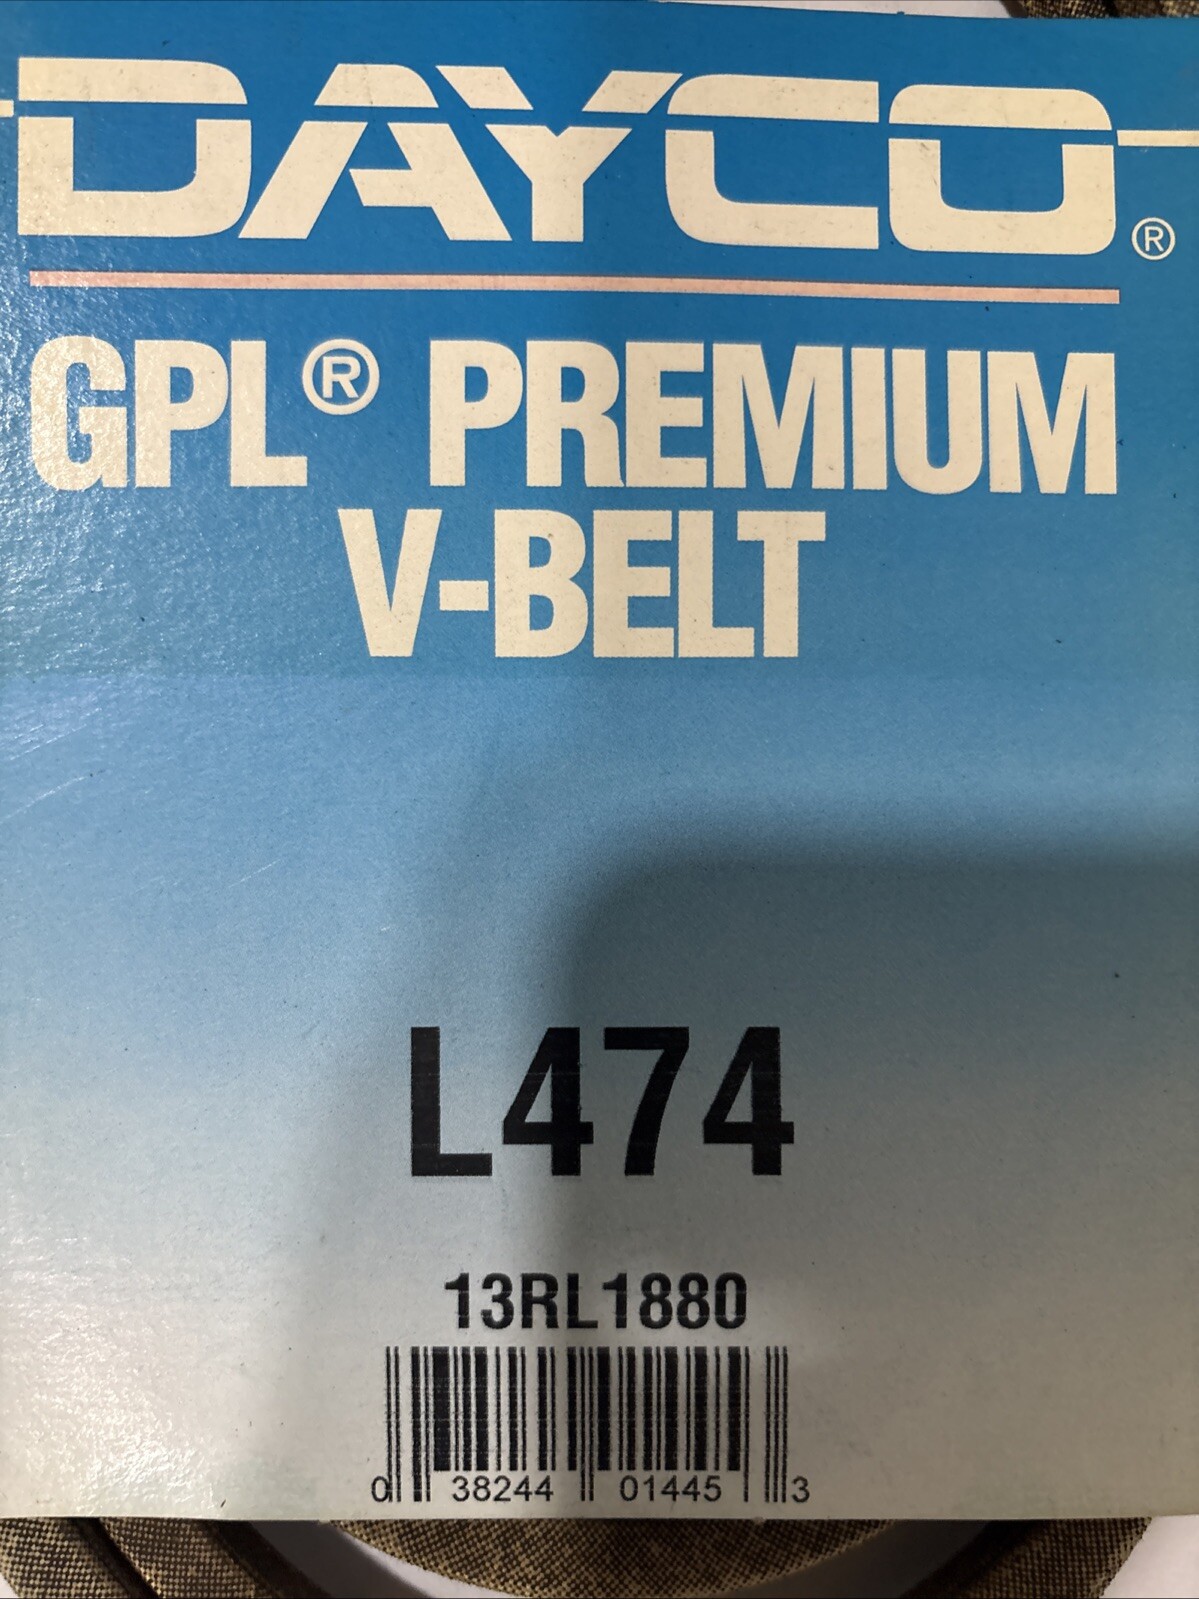 DAYCO®
GPL® PREMIUM
V-BELT
L474
13RL1880
0 38244 01445 3